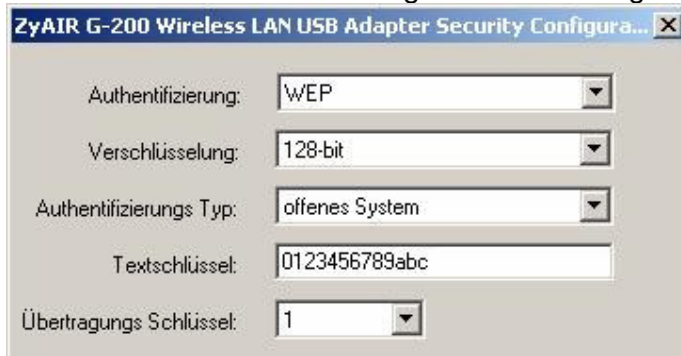 ZyAIR G-200 Wireless LAN USB Adapter Security Configura...
Authentifizierung: WEP
Verschlüsselung: 128-bit
Authentifizierungs Typ: offenes System
Textschlüssel: 0123456789abc
Übertragungs Schlüssel: 1